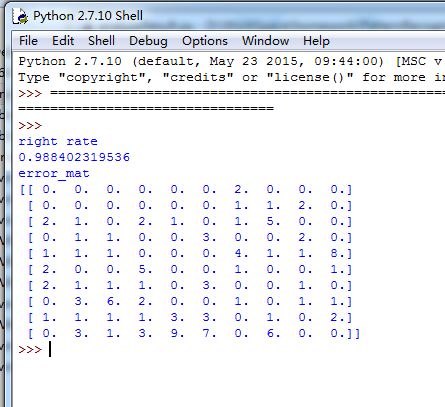 Python 2.7.10 Shell
File Edit Shell Debug Options Window Help
Python 2.7.10 (default, May 23 2015, 09:44:00) [MSC v
Type "copyright", "credits" or "license()" for more in
>>> ================================================
==============================
>>>
right rate
0.988402319536
error_mat
[[ 0. 0. 0. 0. 0. 0. 2. 0. 0. 0.]
[ 0. 0. 0. 0. 0. 0. 1. 1. 2. 0.]
[ 2. 1. 0. 2. 1. 0. 1. 5. 0. 0.]
[ 0. 1. 1. 0. 0. 3. 0. 0. 2. 0.]
[ 1. 1. 1. 0. 0. 0. 4. 1. 1. 8.]
[ 2. 0. 0. 5. 0. 0. 1. 0. 0. 1.]
[ 2. 1. 1. 1. 0. 3. 0. 0. 1. 0.]
[ 0. 3. 6. 2. 0. 0. 1. 0. 1. 1.]
[ 1. 1. 1. 1. 3. 3. 0. 1. 0. 2.]
[ 0. 3. 1. 3. 9. 7. 0. 6. 0. 0.]]
>>>